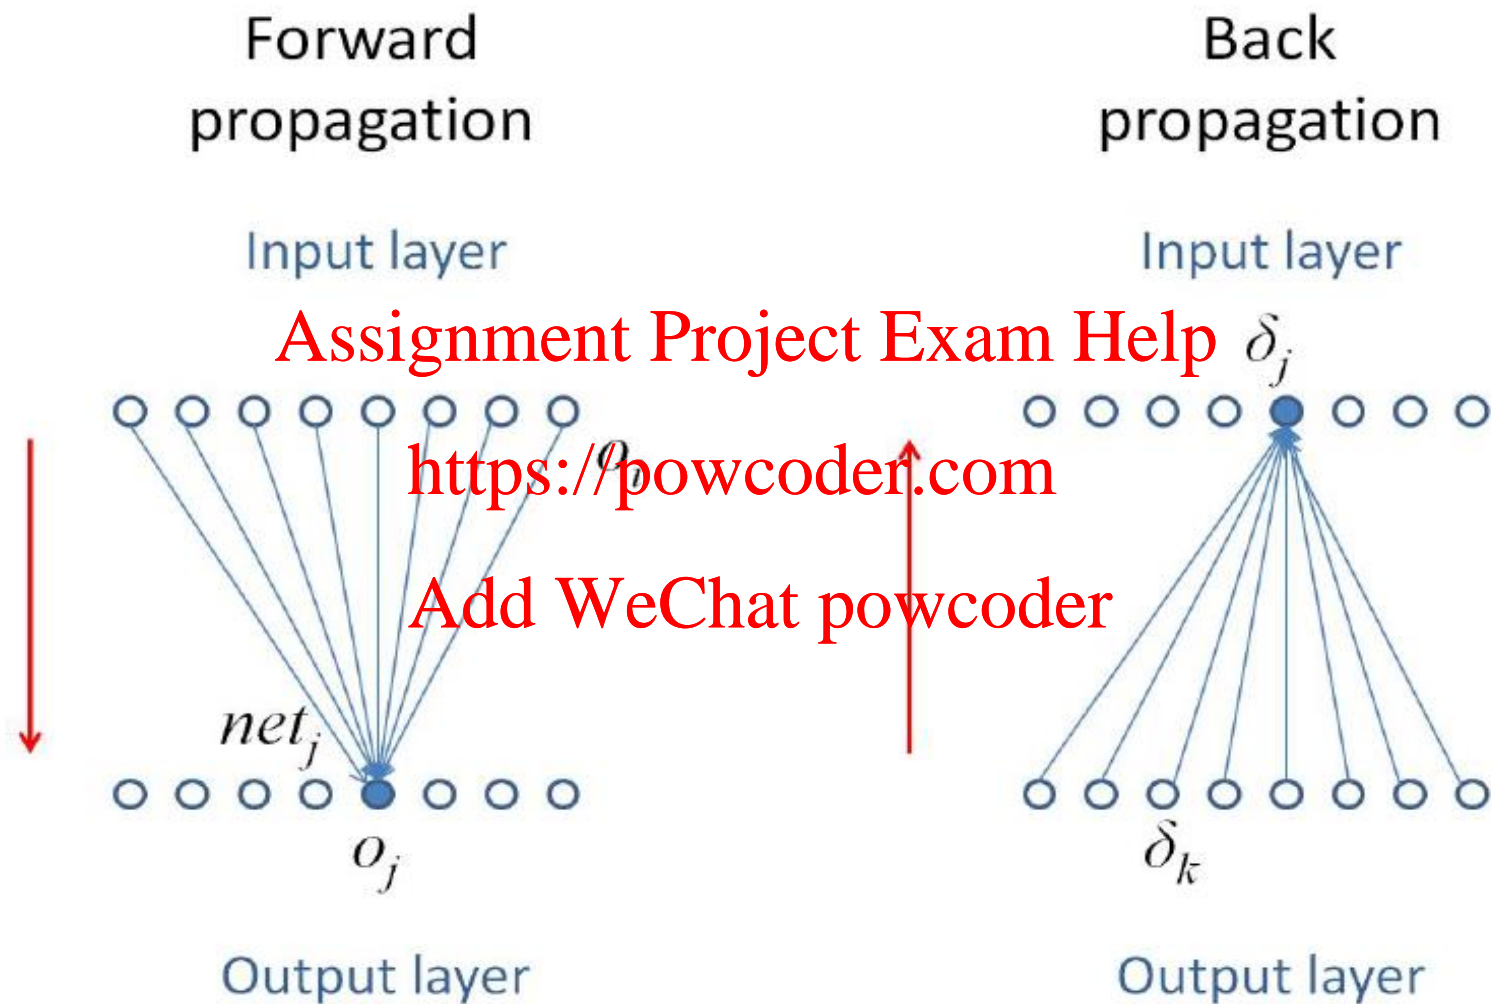 Forward
propagation
Input layer
Back
propagation
Input layer
Assignment Project Exam Help
δj
oi
https://powcoder.com
Add WeChat powcoder
netj
oj
δk
Output layer
Output layer